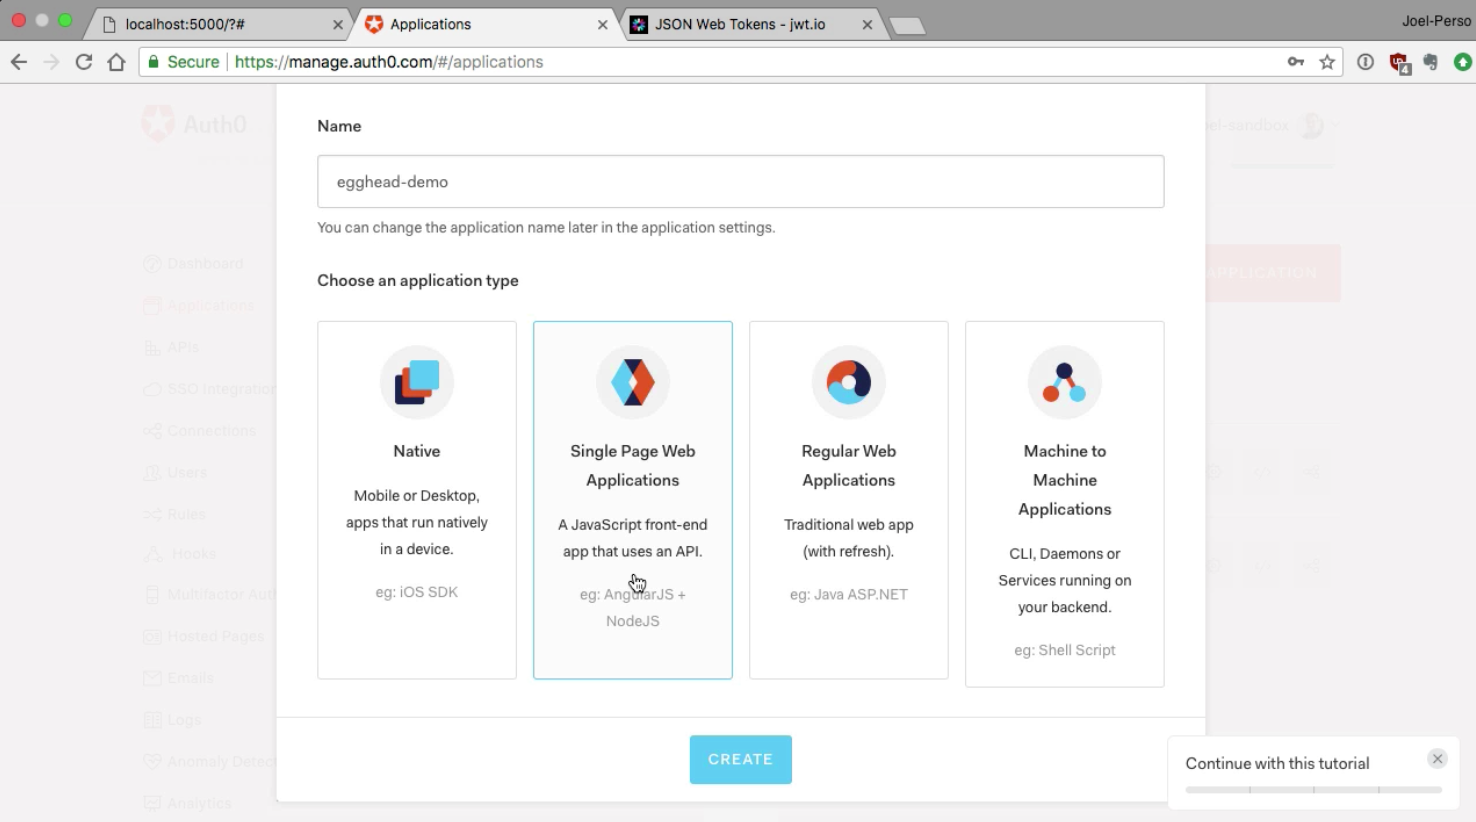 localhost:5000/?#
Applications
JSON Web Tokens - jwt.io
Joel-Perso
Secure
https://manage.auth0.com/#/applications
4
Auth0
el-sandbox
Name
egghead-demo
You can change the application name later in the application settings.
Choose an application type
Dashboard
Applications
APIs
SSO Integration
Connections
Users
Rules
Hooks
Multifactor Auth
Hosted Pages
Emails
Logs
Anomaly Detec
Analytics
APPLICATION
Native
Mobile or Desktop,
apps that run natively
in a device.
eg: iOS SDK
Single Page Web
Applications
A JavaScript front-end
app that uses an API.
eg: AngularJS +
NodeJS
Regular Web
Applications
Traditional web app
(with refresh).
eg: Java ASP.NET
Machine to
Machine
Applications
CLI, Daemons or
Services running on
your backend.
eg: Shell Script
CREATE
Continue with this tutorial